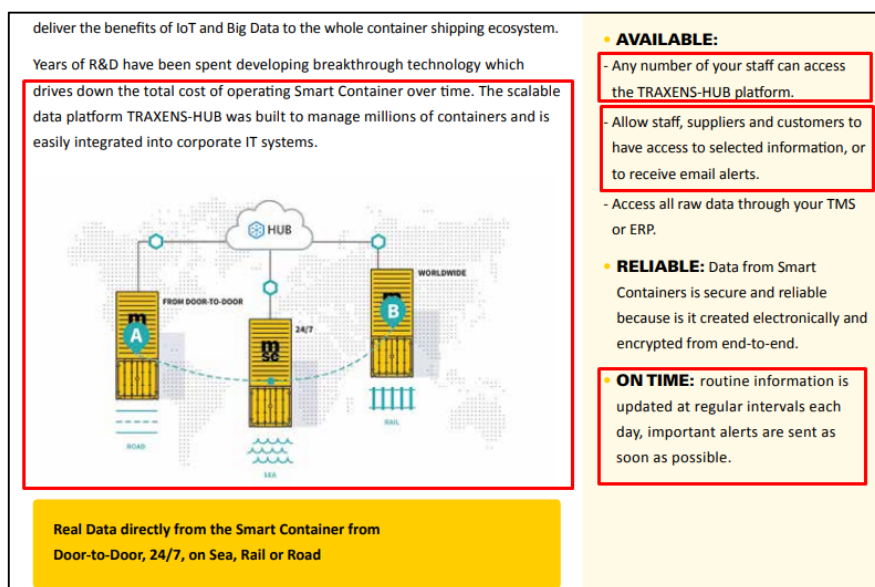 deliver the benefits of IoT and Big Data to the whole container shipping ecosystem.
Years of R&D have been spent developing breakthrough technology which
drives down the total cost of operating Smart Container over time. The scalable
data platform TRAXENS-HUB was built to manage millions of containers and is
easily integrated into corporate IT systems.
HUB
WORLDWIDE
FROM DOOR-TO-DOOR
m
B
24/7
m
A
m
sc
ROAD
RAIL
SEA
Real Data directly from the Smart Container from
Door-to-Door, 24/7, on Sea, Rail or Road
• AVAILABLE:
- Any number of your staff can access
the TRAXENS-HUB platform.
- Allow staff, suppliers and customers to
have access to selected information, or
to receive email alerts.
- Access all raw data through your TMS
or ERP.
• RELIABLE: Data from Smart
Containers is secure and reliable
because is it created electronically and
encrypted from end-to-end.
• ON TIME: routine information is
updated at regular intervals each
day, important alerts are sent as
soon as possible.